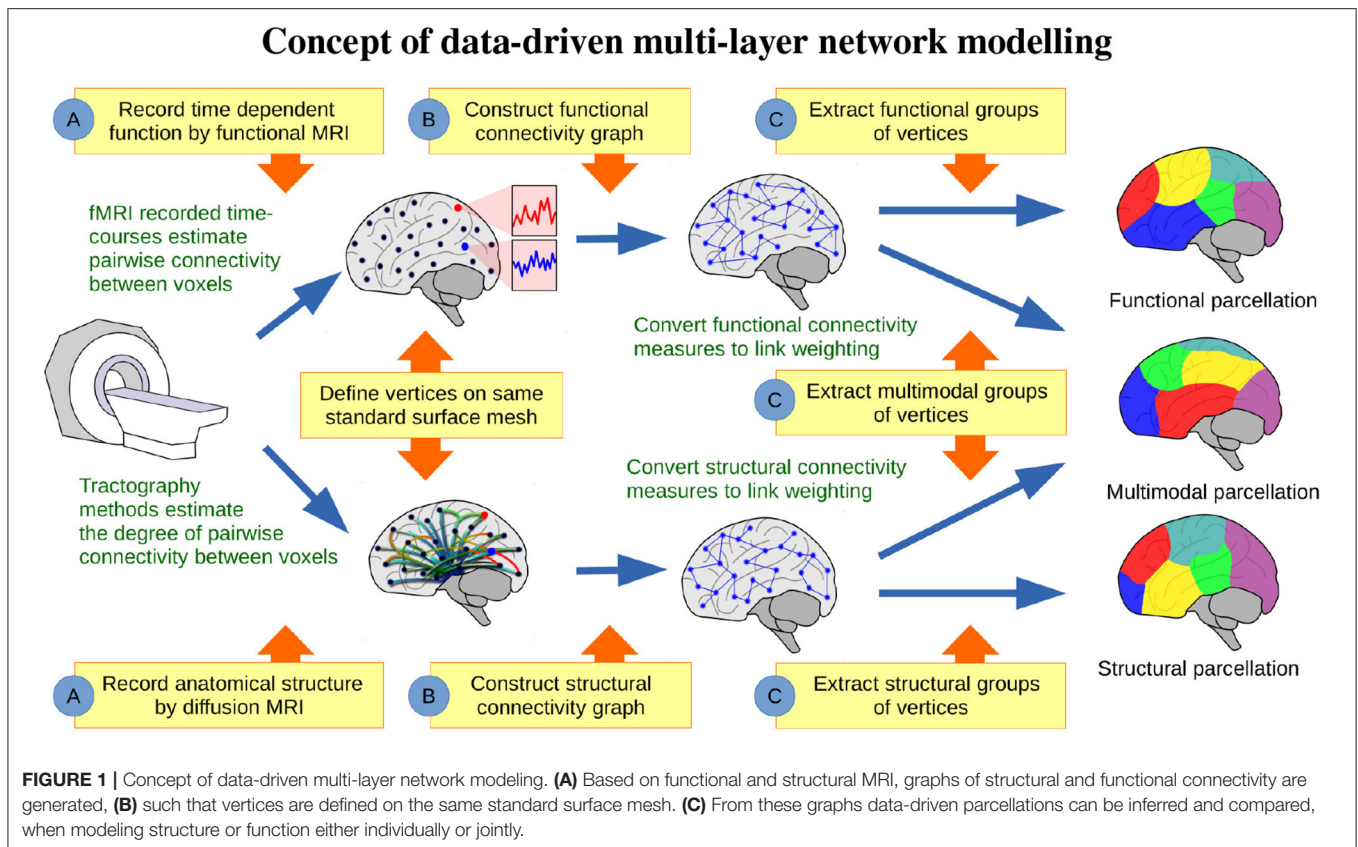 Concept of data-driven multi-layer network modelling
A
Record time dependent
function by functional MRI
B
Construct functional
connectivity graph
C
Extract functional groups
of vertices
fMRI recorded time-
courses estimate
pairwise connectivity
between voxels
Functional parcellation
Convert functional connectivity
measures to link weighting
Define vertices on same
standard surface mesh
C
Extract multimodal groups
of vertices
Convert structural connectivity
measures to link weighting
Multimodal parcellation
Tractography
methods estimate
the degree of pairwise
connectivity between voxels
Structural parcellation
A
Record anatomical structure
by diffusion MRI
B
Construct structural
connectivity graph
C
Extract structural groups
of vertices
FIGURE 1 | Concept of data-driven multi-layer network modeling. (A) Based on functional and structural MRI, graphs of structural and functional connectivity are
generated, (B) such that vertices are defined on the same standard surface mesh. (C) From these graphs data-driven parcellations can be inferred and compared,
when modeling structure or function either individually or jointly.